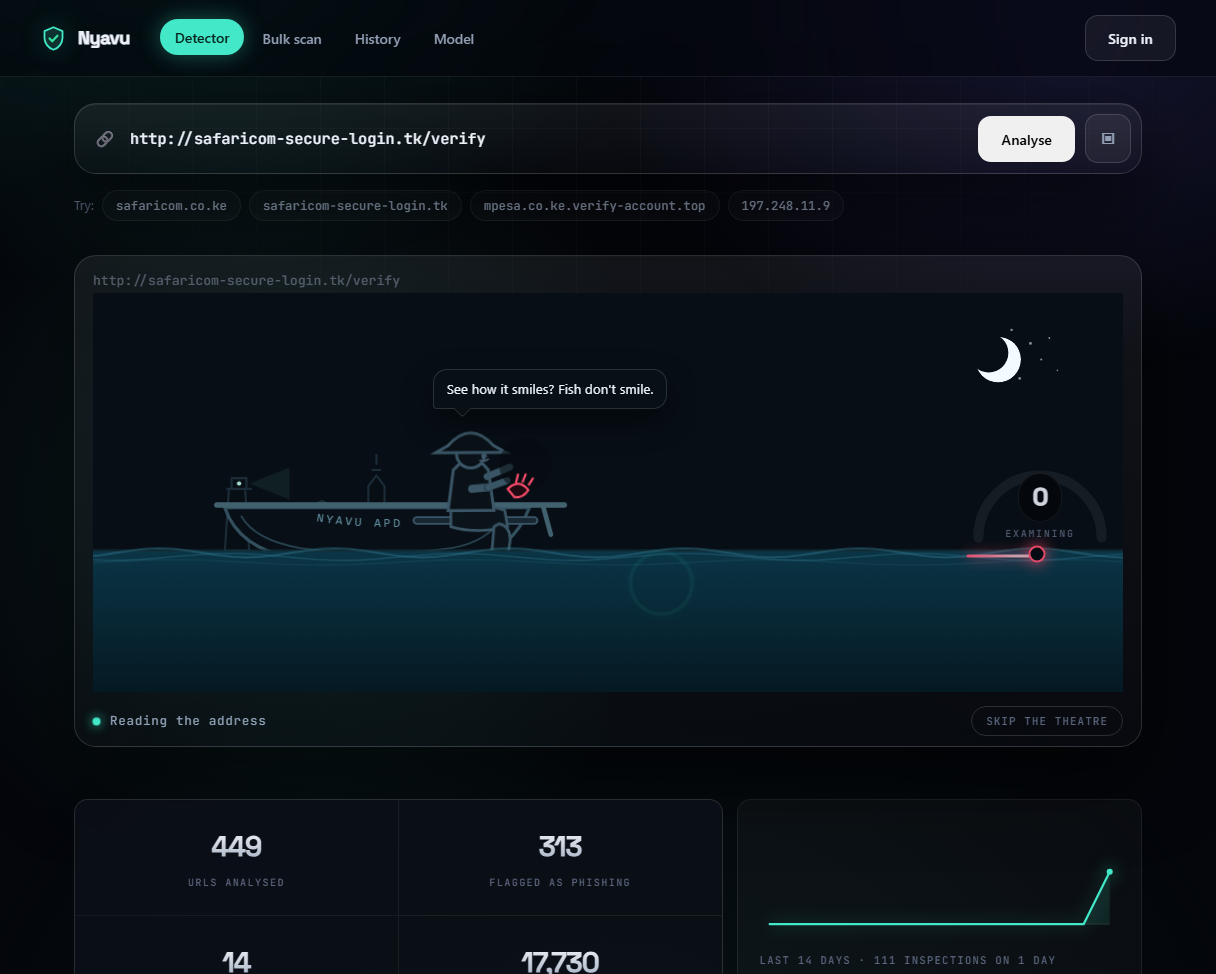 Nyavu
Detector
Bulk scan
History
Model
Sign in
http://safaricom-secure-login.tk/verify
Analyse
Try:
safaricom.co.ke
safaricom-secure-login.tk
mpesa.co.ke.verify-account.top
197.248.11.9
http://safaricom-secure-login.tk/verify
See how it smiles? Fish don't smile.
NYAVU APD
0
EXAMINING
Reading the address
SKIP THE THEATRE
449
URLS ANALYSED
313
FLAGGED AS PHISHING
14
17,730
LAST 14 DAYS · 111 INSPECTIONS ON 1 DAY